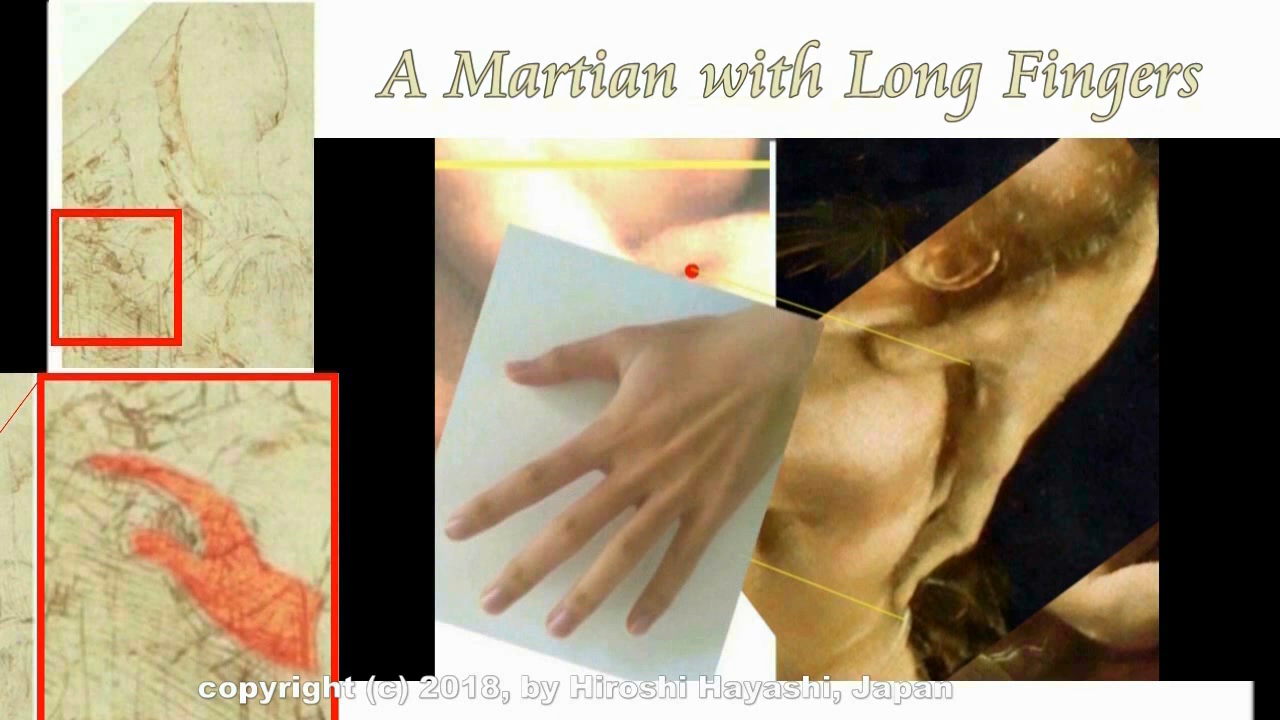 A Martian with Long Fingers
copyright (c) 2018, by Hiroshi Hayashi, Japan